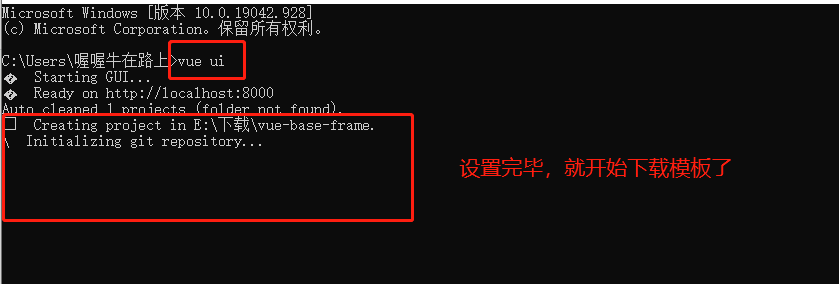 Microsoft Windows [版本 10.0.19042.928]
(c) Microsoft Corporation。保留所有权利。
C:\Users\喔喔牛在路上>vue ui
�  Starting GUI...
�  Ready on http://localhost:8000
Auto cleaned 1 projects (folder not found).
□  Creating project in E:\下载\vue-base-frame.
\  Initializing git repository...
设置完毕，就开始下载模板了